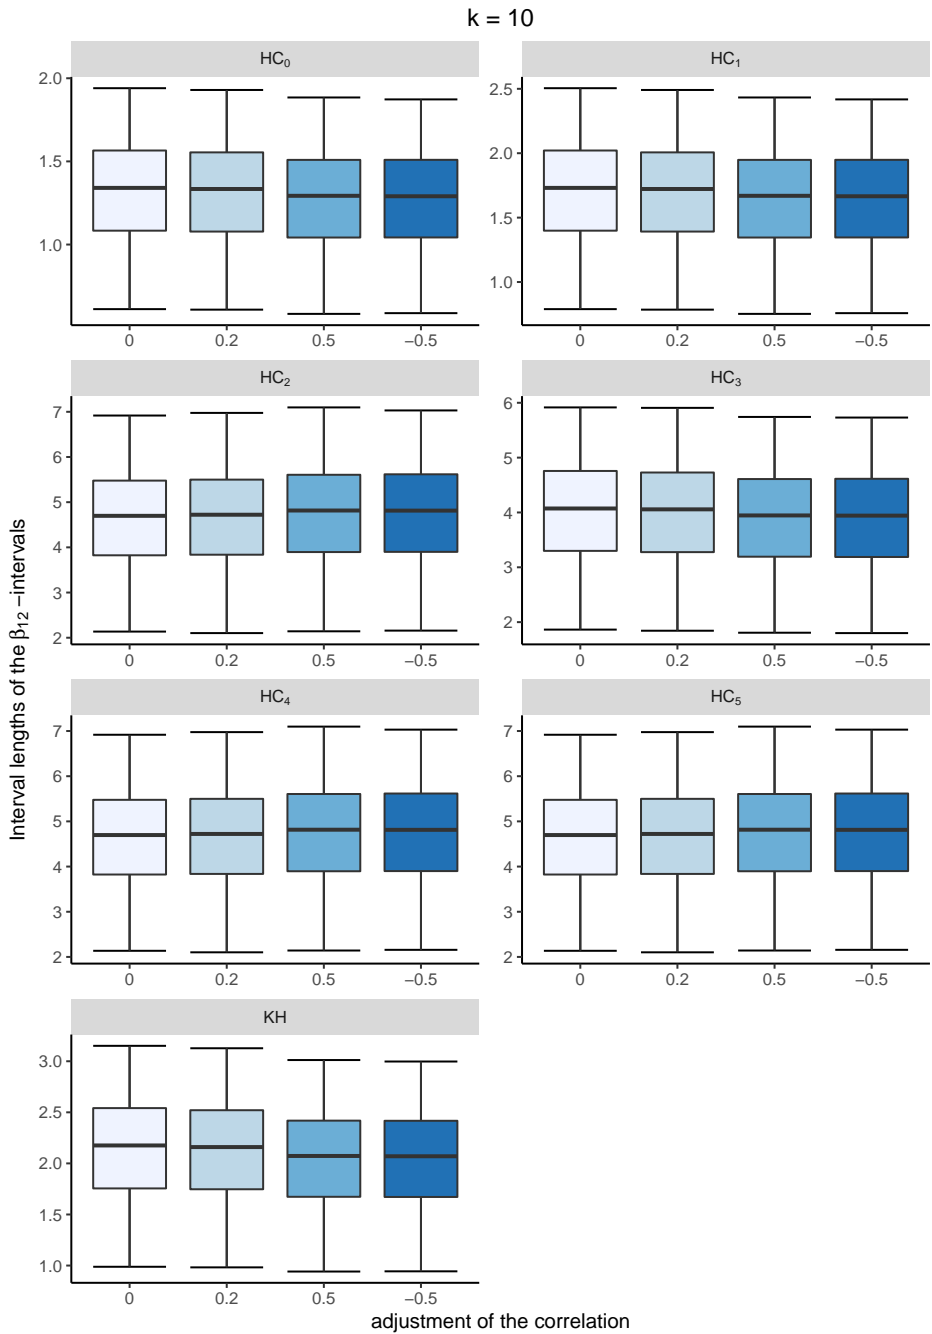 k = 10
HC₀
HC₁
2.0
1.5
1.0
2.5
2.0
1.5
1.0
0 0.2 0.5 −0.5
0 0.2 0.5 −0.5
HC₂
HC₃
7
6
5
4
3
2
6
5
4
3
2
0 0.2 0.5 −0.5
0 0.2 0.5 −0.5
Interval lengths of the β₁₂ −intervals
HC₄
HC₅
7
6
5
4
3
2
7
6
5
4
3
2
0 0.2 0.5 −0.5
0 0.2 0.5 −0.5
KH
3.0
2.5
2.0
1.5
1.0
0 0.2 0.5 −0.5
adjustment of the correlation